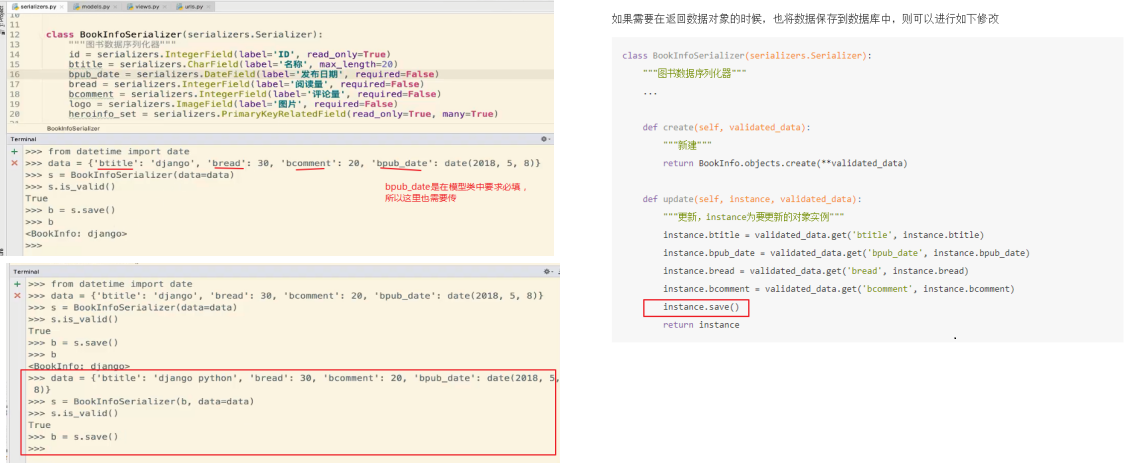 serializers.py models.py views.py utils.py
10
11
12 class BookInfoSerializer(serializers.Serializer):
13 """图书数据序列化器"""
14 id = serializers.IntegerField(label='ID', read_only=True)
15 btitle = serializers.CharField(label='名称', max_length=20)
16 bpub_date = serializers.DateField(label='发布日期', required=False)
17 bread = serializers.IntegerField(label='阅读量', required=False)
18 bcomment = serializers.IntegerField(label='评论量', required=False)
19 logo = serializers.ImageField(label='图片', required=False)
20 heroinfo_set = serializers.PrimaryKeyRelatedField(read_only=True, many=True)
BookInfoSerializer
Terminal
>>> from datetime import date
>>> data = {'btitle': 'django', 'bread': 30, 'bcomment': 20, 'bpub_date': date(2018, 5, 8)}
>>> s = BookInfoSerializer(data=data)
>>> s.is_valid()
True
>>> b = s.save()
>>> b
<BookInfo: django>
>>>
bpub_date是在模型类中要求必填，
所以这里也需要传
Terminal
>>> from datetime import date
>>> data = {'btitle': 'django', 'bread': 30, 'bcomment': 20, 'bpub_date': date(2018, 5, 8)}
>>> s = BookInfoSerializer(data=data)
>>> s.is_valid()
True
>>> b = s.save()
>>> b
<BookInfo: django>
>>> data = {'btitle': 'django python', 'bread': 30, 'bcomment': 20, 'bpub_date': date(2018, 5,
8)}
>>> s = BookInfoSerializer(b, data=data)
>>> s.is_valid()
True
>>> b = s.save()
>>>
如果需要在返回数据对象的时候，也将数据保存到数据库中，则可以进行如下修改
class BookInfoSerializer(serializers.Serializer):
"""图书数据序列化器"""
...
def create(self, validated_data):
"""新建"""
return BookInfo.objects.create(**validated_data)
def update(self, instance, validated_data):
"""更新，instance为要更新的对象实例"""
instance.btitle = validated_data.get('btitle', instance.btitle)
instance.bpub_date = validated_data.get('bpub_date', instance.bpub_date)
instance.bread = validated_data.get('bread', instance.bread)
instance.bcomment = validated_data.get('bcomment', instance.bcomment)
instance.save()
return instance